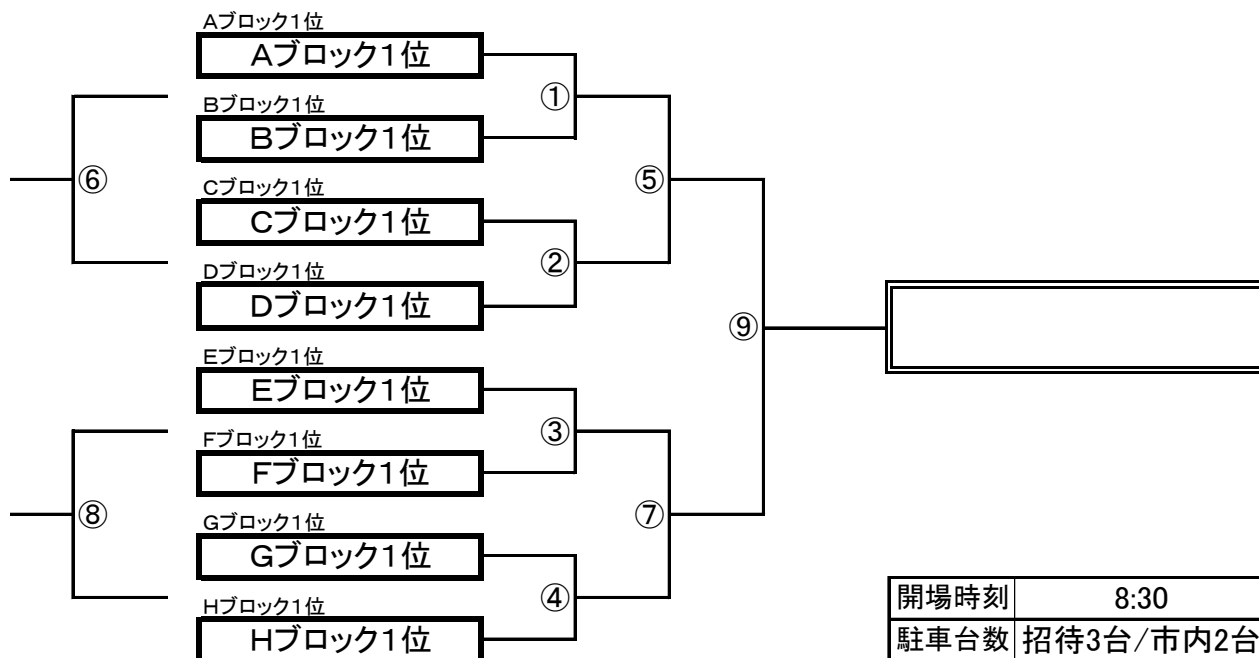 Aブロック1位
Aブロック1位
①
Bブロック1位
Bブロック1位
⑥
⑤
Cブロック1位
Cブロック1位
②
Dブロック1位
Dブロック1位
⑨
Eブロック1位
Eブロック1位
③
Fブロック1位
Fブロック1位
⑧
⑦
Gブロック1位
Gブロック1位
④
Hブロック1位
Hブロック1位
開場時刻 8:30
駐車台数 招待3台/市内2台